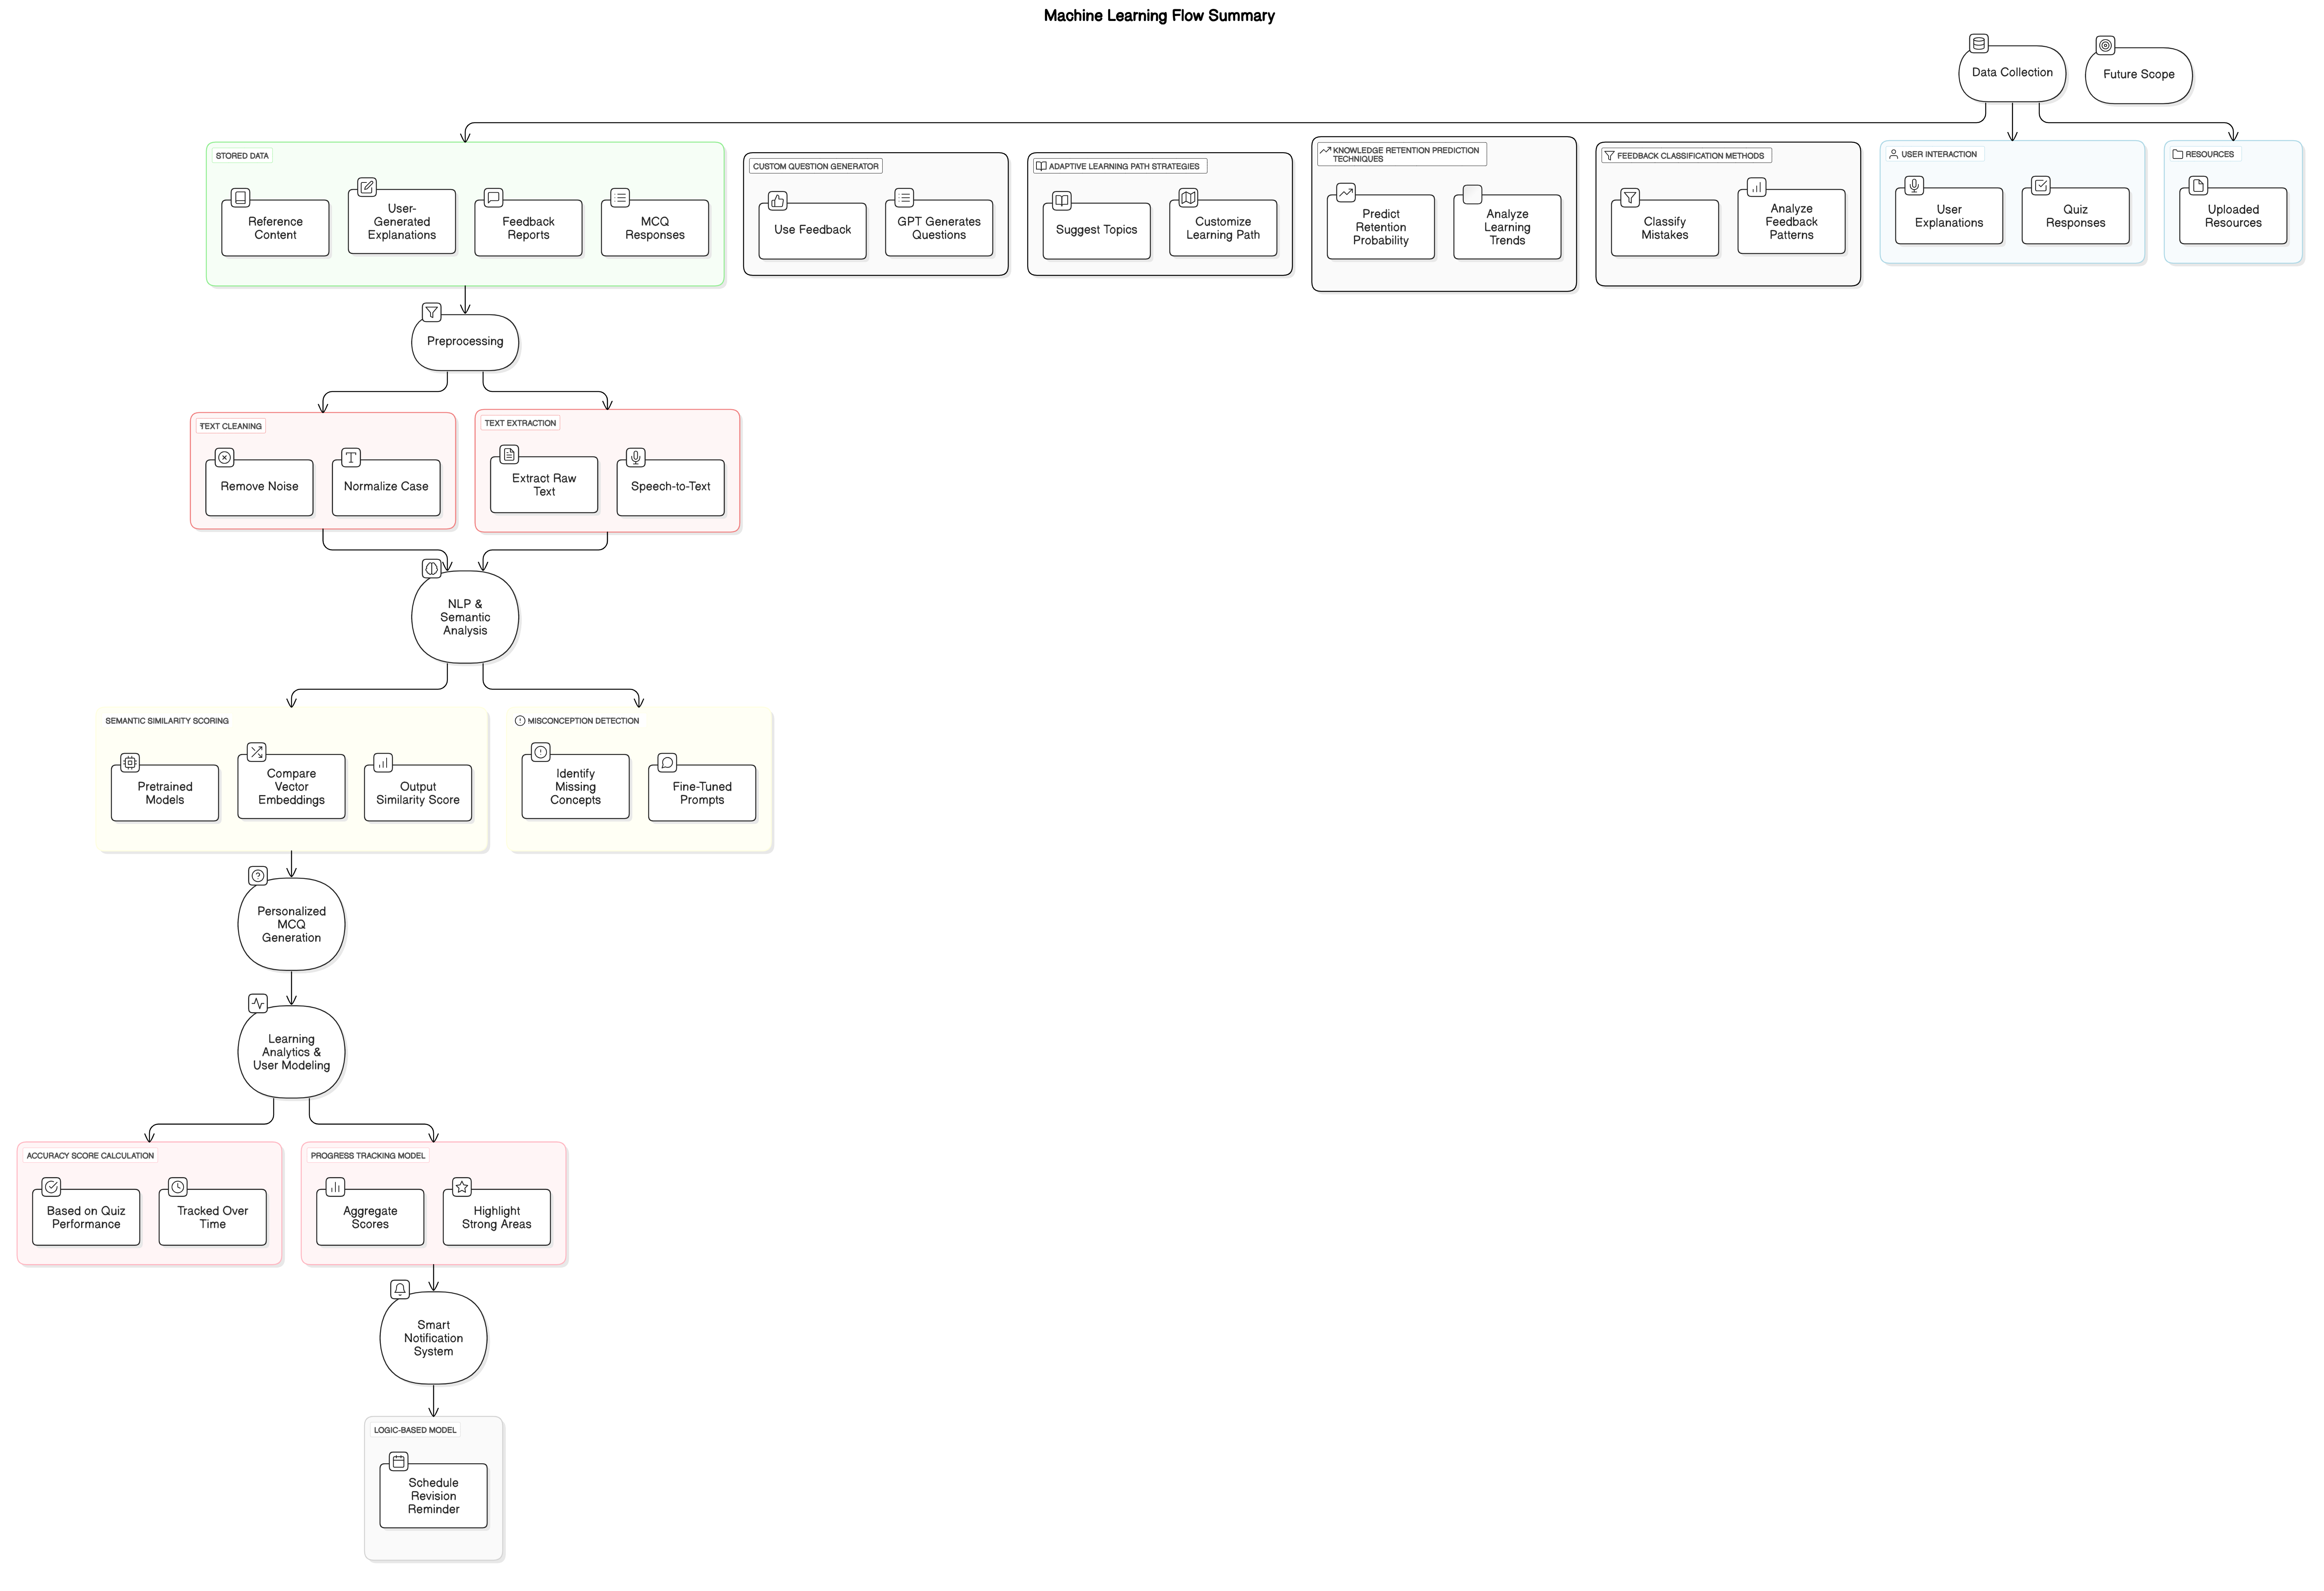 Machine Learning Flow Summary
Data Collection
Future Scope
STORED DATA
Reference
Content
User-
Generated
Explanations
Feedback
Reports
MCQ
Responses
CUSTOM QUESTION GENERATOR
Use Feedback
GPT Generates
Questions
ADAPTIVE LEARNING PATH STRATEGIES
Suggest Topics
Customize
Learning Path
KNOWLEDGE RETENTION PREDICTION
TECHNIQUES
Predict
Retention
Probability
Analyze
Learning
Trends
FEEDBACK CLASSIFICATION METHODS
Classify
Mistakes
Analyze
Feedback
Patterns
USER INTERACTION
User
Explanations
Quiz
Responses
RESOURCES
Uploaded
Resources
Preprocessing
TEXT CLEANING
Remove Noise
Normalize Case
TEXT EXTRACTION
Extract Raw
Text
Speech-to-Text
NLP &
Semantic
Analysis
SEMANTIC SIMILARITY SCORING
Pretrained
Models
Compare
Vector
Embeddings
Output
Similarity Score
MISCONCEPTION DETECTION
Identify
Missing
Concepts
Fine-Tuned
Prompts
Personalized
MCQ
Generation
Learning
Analytics &
User Modeling
ACCURACY SCORE CALCULATION
Based on Quiz
Performance
Tracked Over
Time
PROGRESS TRACKING MODEL
Aggregate
Scores
Highlight
Strong Areas
Smart
Notification
System
LOGIC-BASED MODEL
Schedule
Revision
Reminder